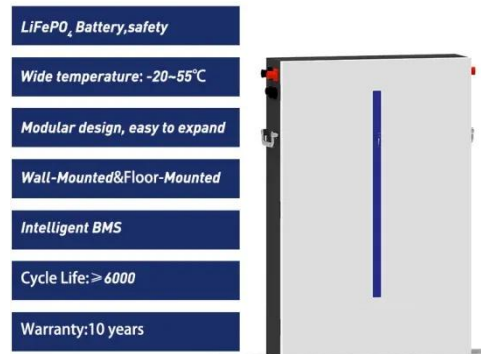 LiFePO₄ Battery,safety
Wide temperature: -20~55℃
Modular design, easy to expand
Wall-Mounted&Floor-Mounted
Intelligent BMS
Cycle Life:≥6000
Warranty:10 years